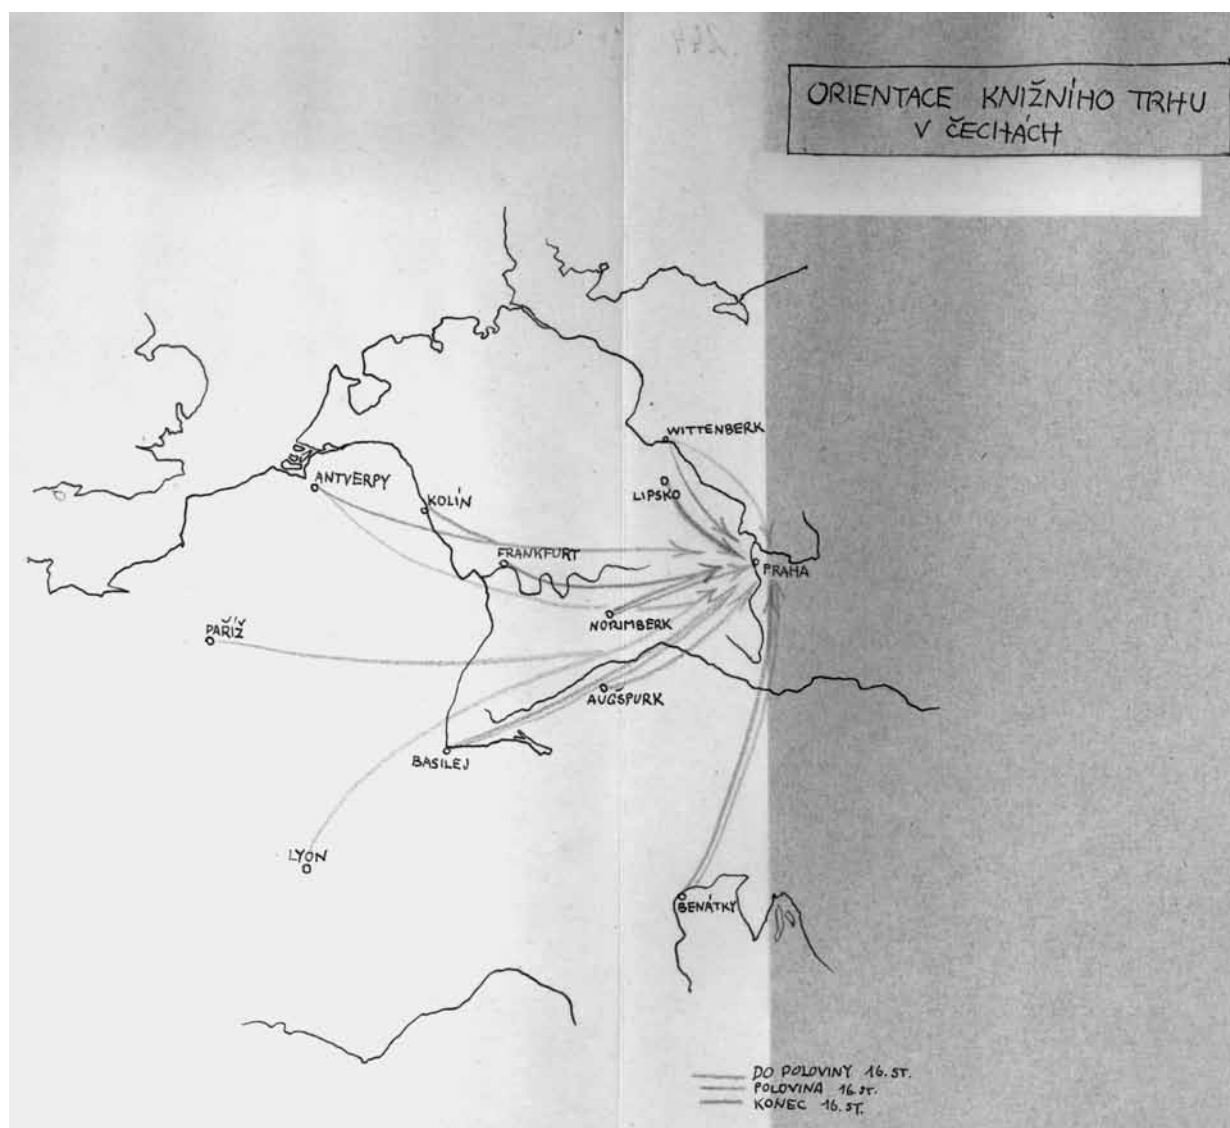 ORIENTACE KNIŽNÍHO TRHU
V ČECHÁCH
WITTENBERK
LIPSKO
ANTVERPY
KOLÍN
FRANKFURT
PRAHA
NORIMBERK
PAŘÍŽ
AUGŠPURK
BASILEJ
LYON
BENÁTKY
DO POLOVINY 16. ST.
POLOVINA 16. ST.
KONEC 16. ST.